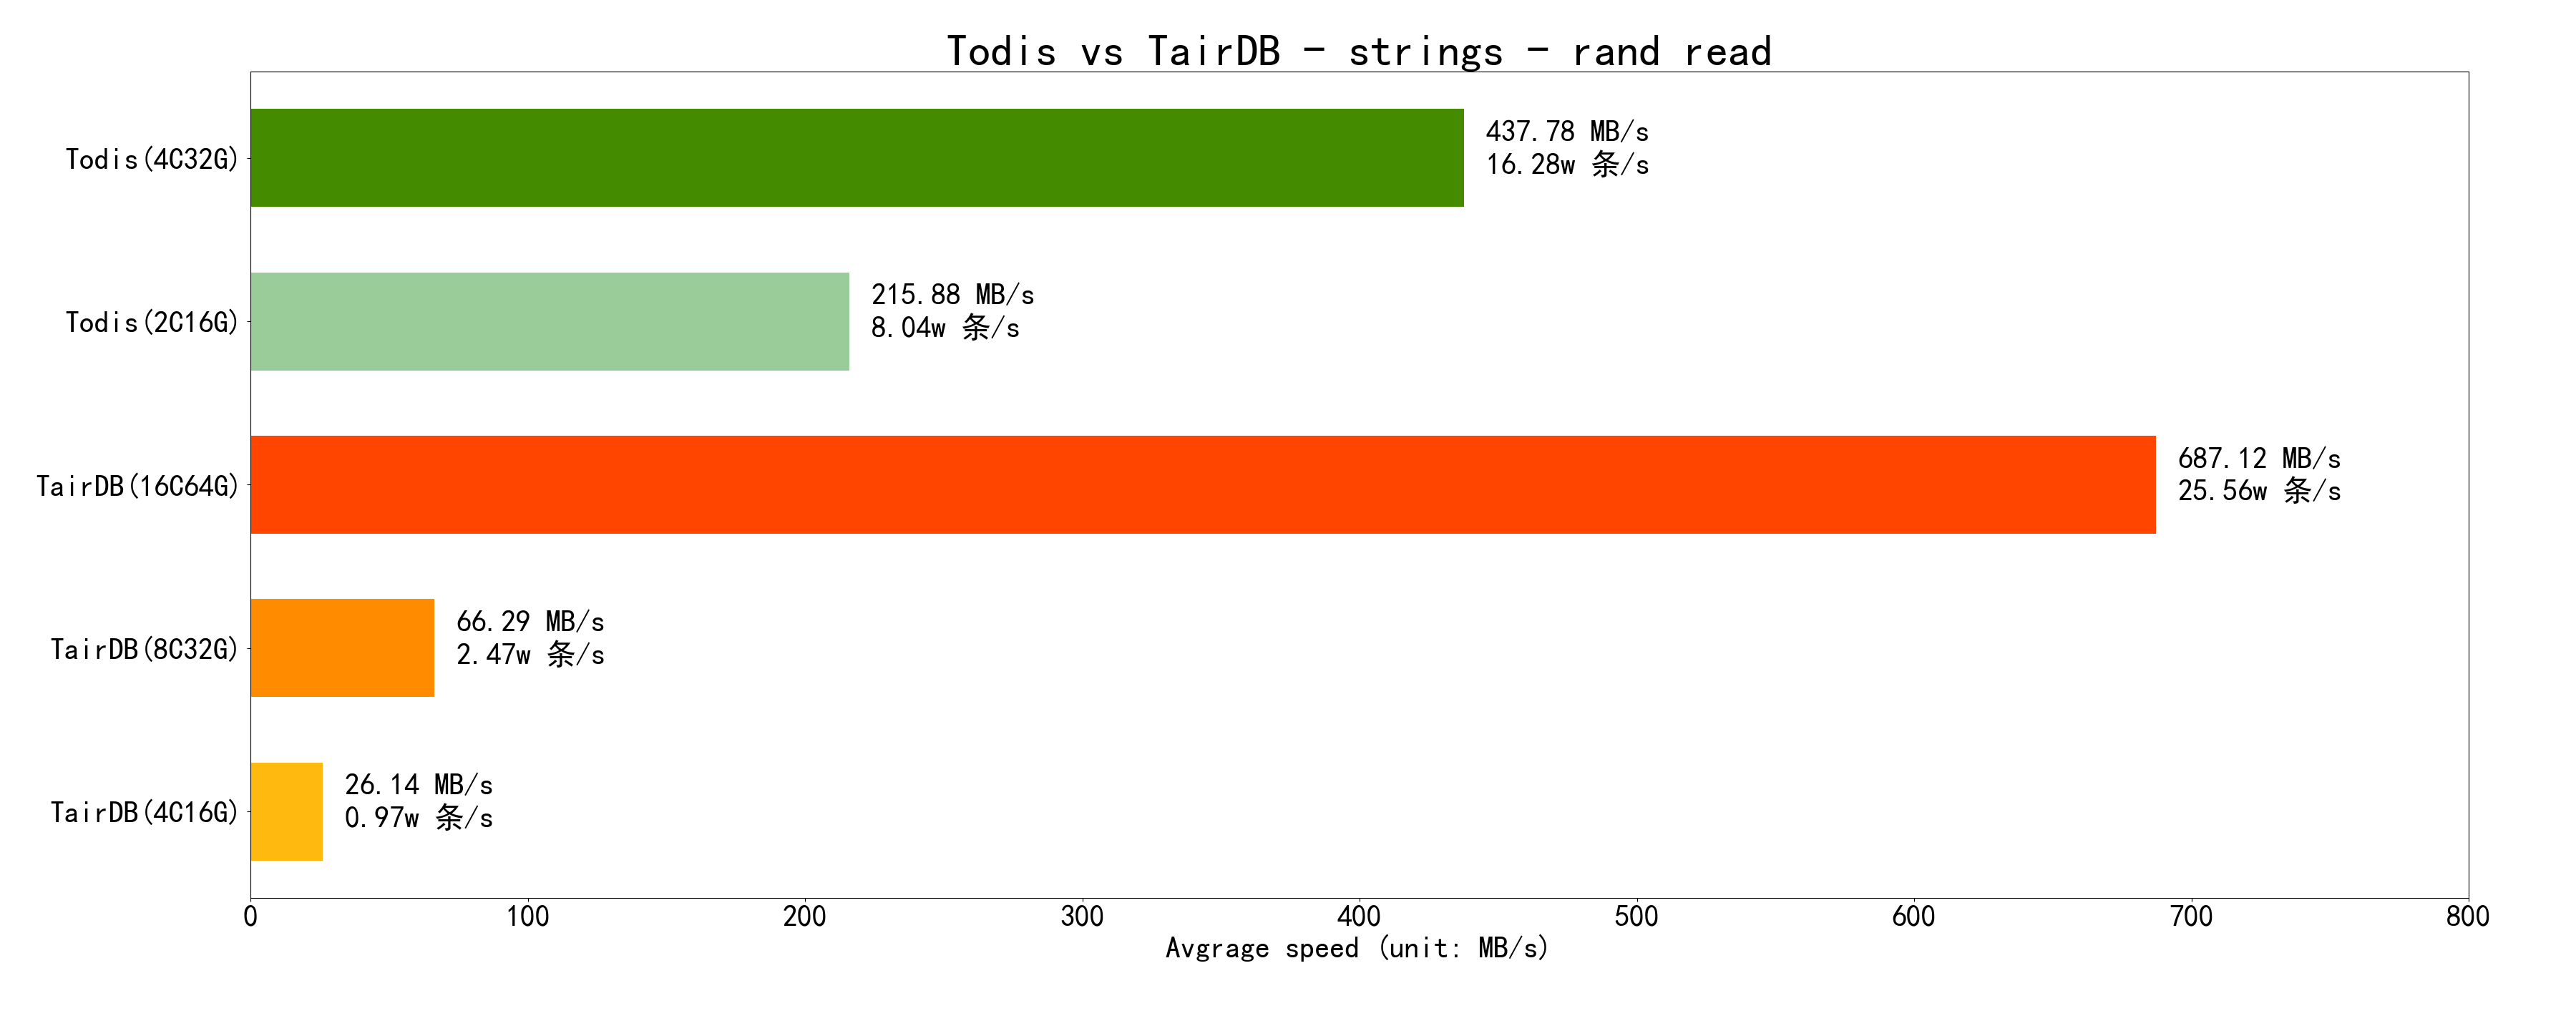 Todis vs TairDB - strings - rand read
Todis(4C32G)
437.78 MB/s
16.28w 条/s
Todis(2C16G)
215.88 MB/s
8.04w 条/s
TairDB(16C64G)
687.12 MB/s
25.56w 条/s
TairDB(8C32G)
66.29 MB/s
2.47w 条/s
TairDB(4C16G)
26.14 MB/s
0.97w 条/s
0 100 200 300 400 500 600 700 800
Avgrage speed (unit: MB/s)